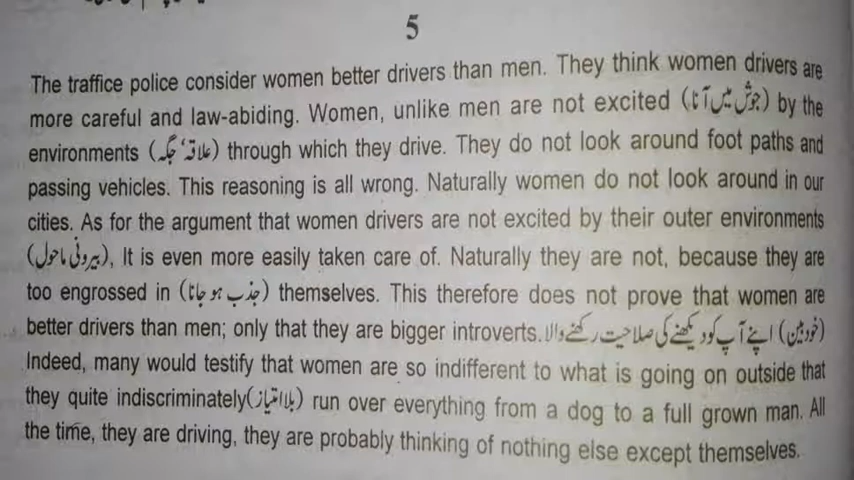 5
The traffice police consider women better drivers than men. They think women drivers are
more careful and law-abiding. Women, unlike men are not excited (جوش میں آنا) by the
environments (علاقہ، جگہ) through which they drive. They do not look around foot paths and
passing vehicles. This reasoning is all wrong. Naturally women do not look around in our
cities. As for the argument that women drivers are not excited by their outer environments
(بیرونی ماحول), It is even more easily taken care of. Naturally they are not, because they are
too engrossed in (جذب ہو جانا) themselves. This therefore does not prove that women are
better drivers than men; only that they are bigger introverts. (خودبین) اپنے آپ کو دیکھنے کی صلاحیت رکھنے والا
Indeed, many would testify that women are so indifferent to what is going on outside that
they quite indiscriminately(بلا امتیاز) run over everything from a dog to a full grown man. All
the time, they are driving, they are probably thinking of nothing else except themselves.